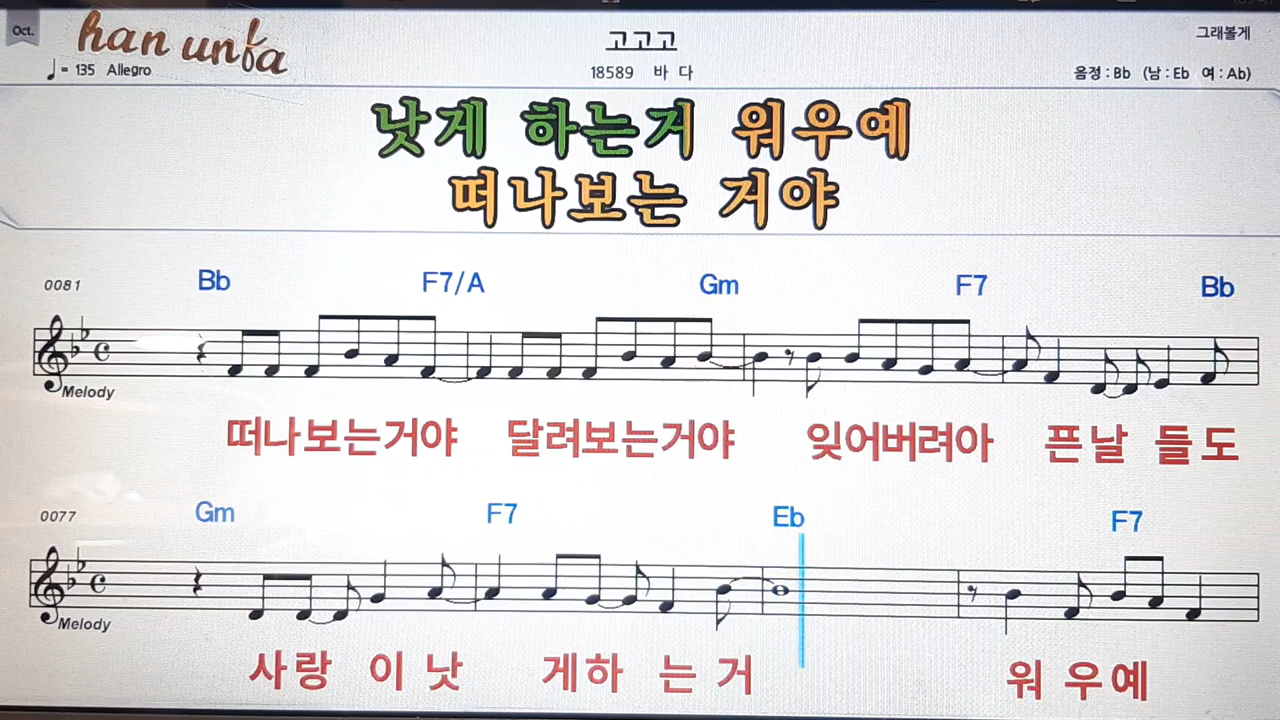 Oct.
han unfa
고고고
그래볼게
♩= 135 Allegro
18589 바 다
음정 : Bb (남 : Eb 여 : Ab)
낫게 하는거 워우예
떠나보는 거야
0081
Bb F7/A Gm F7 Bb
Melody
떠나보는거야 달려보는거야 잊어버려아 픈날 들도
0077
Gm F7 Eb F7
Melody
사랑 이 낫 게하 는 거 워 우예